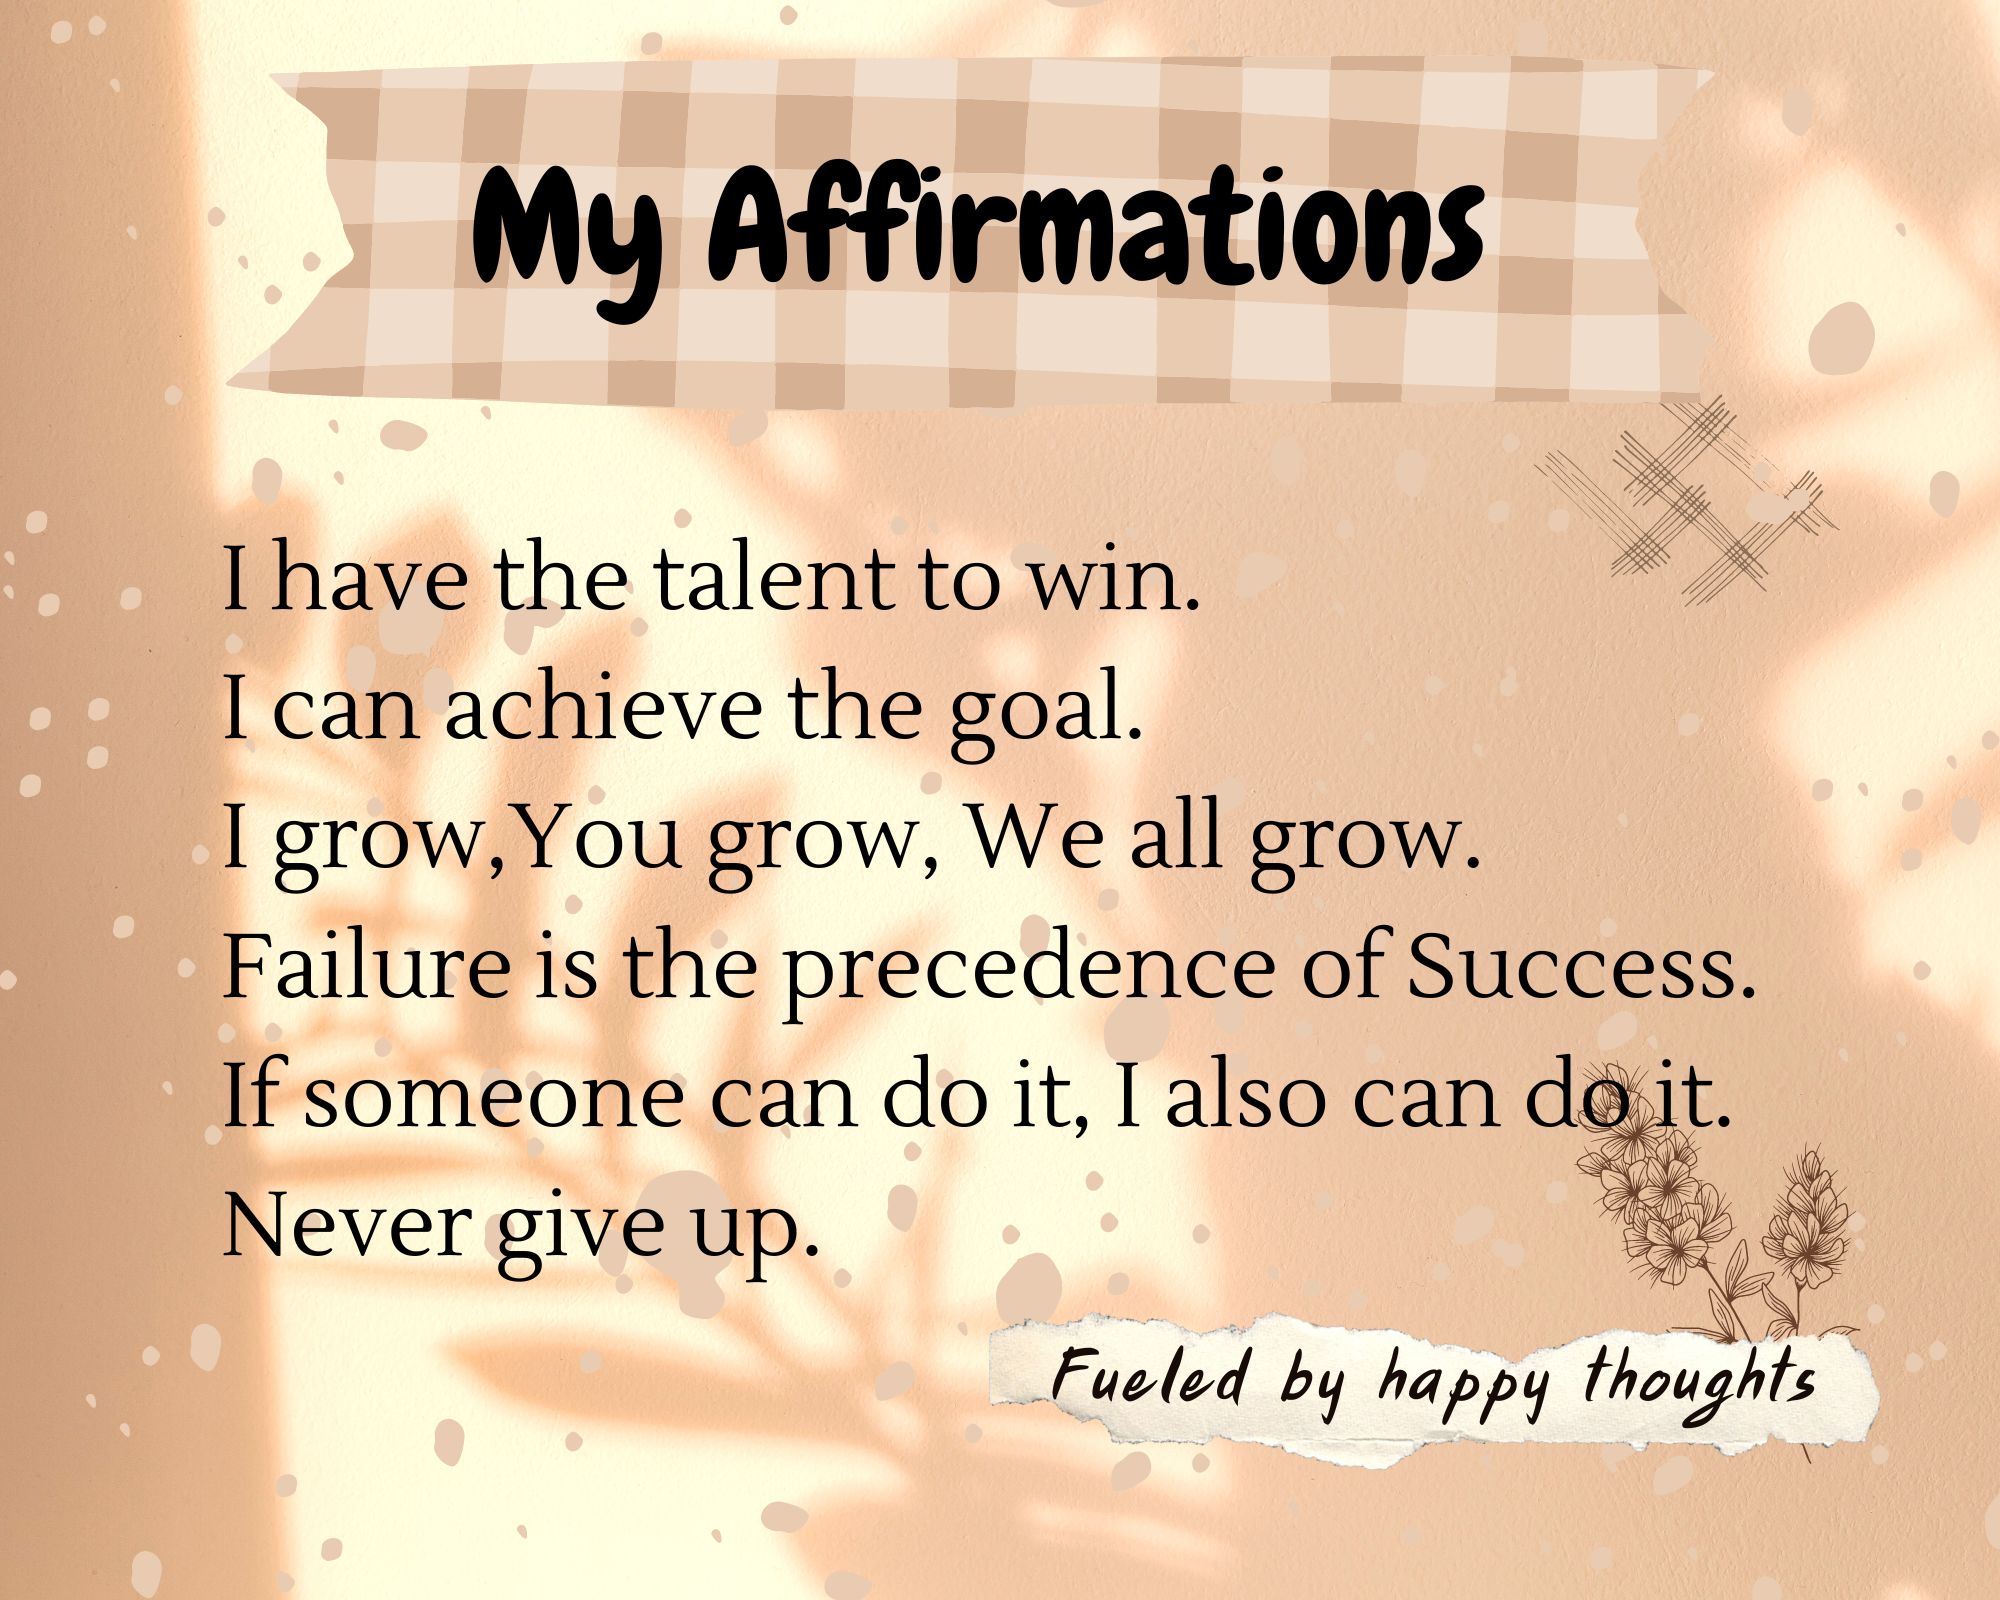 My Affirmations
I have the talent to win.
I can achieve the goal.
I grow,You grow, We all grow.
Failure is the precedence of Success.
If someone can do it, I also can do it.
Never give up.
Fueled by happy thoughts